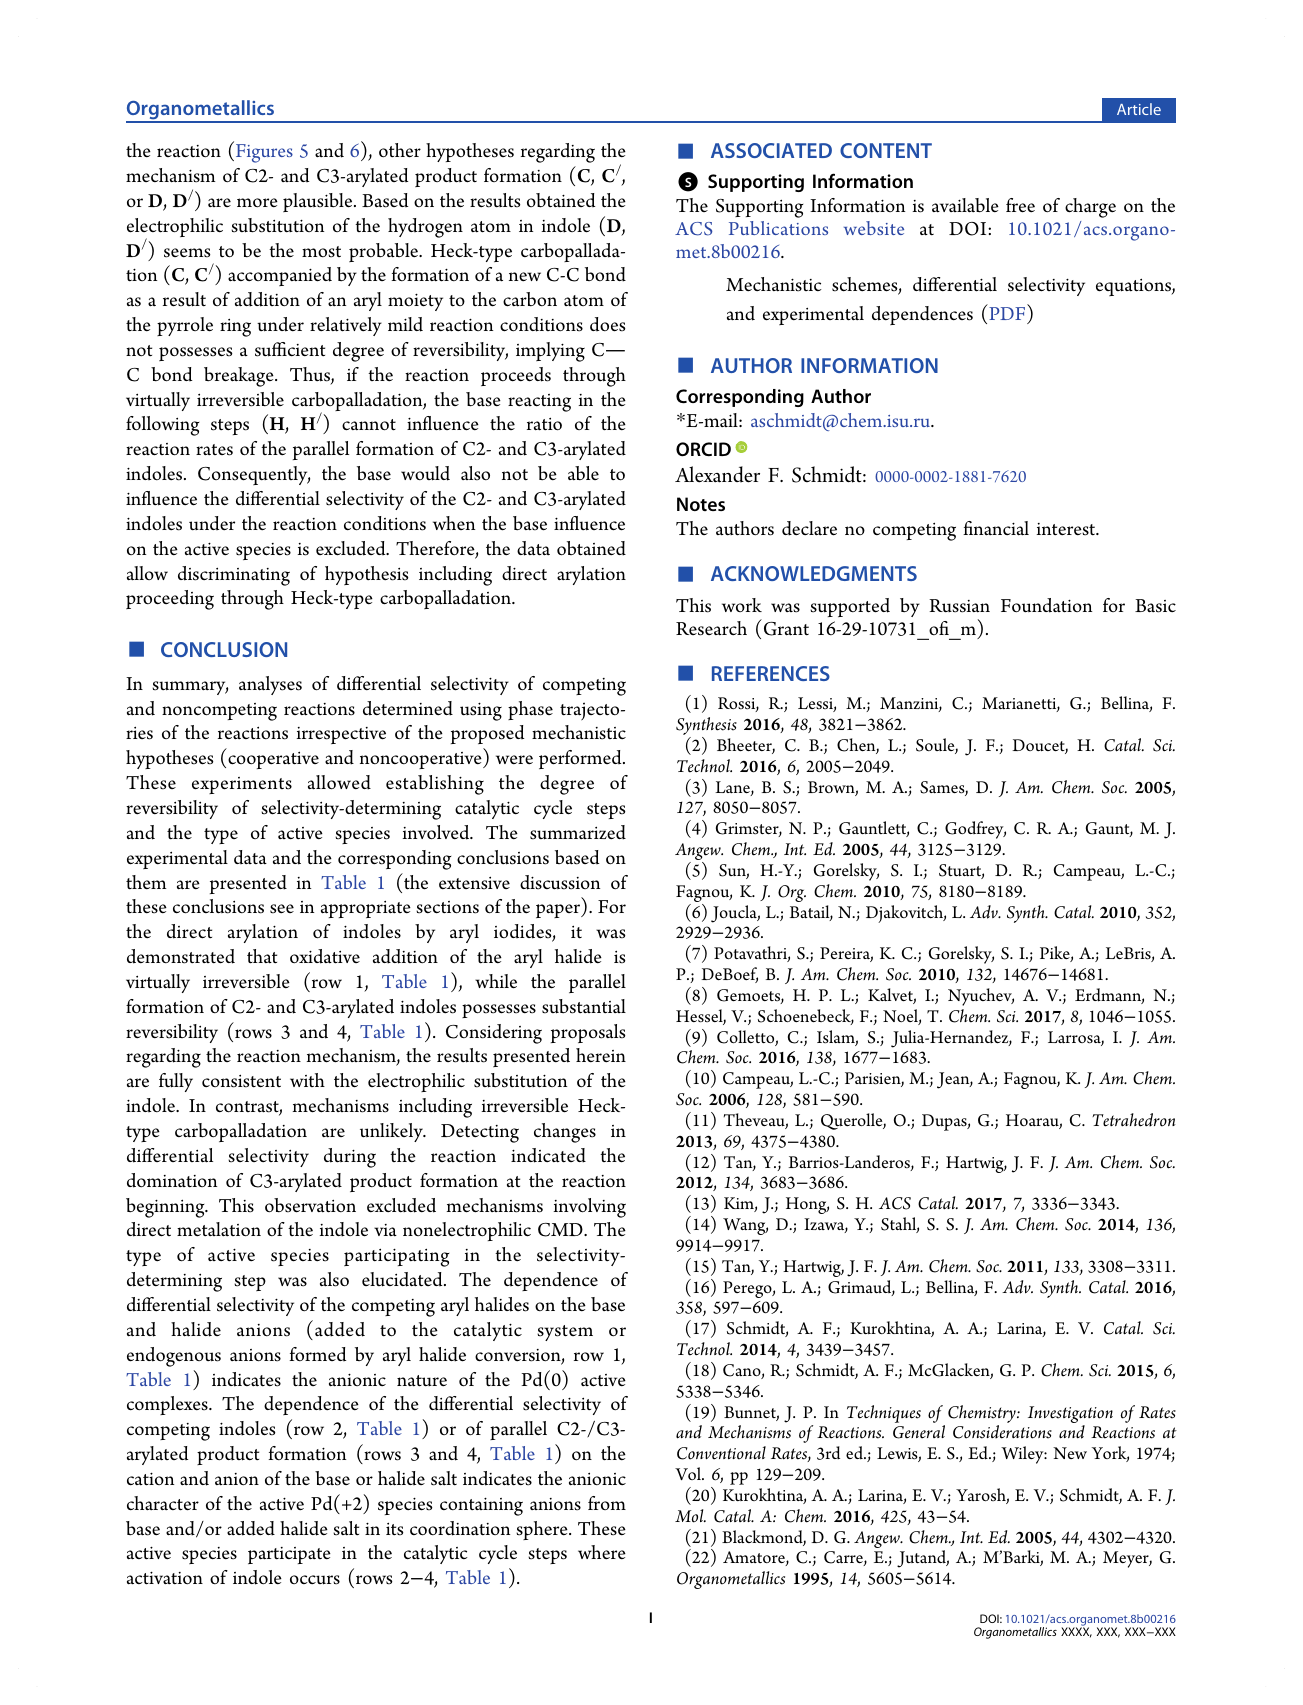 Organometallics
Article
the reaction (Figures 5 and 6), other hypotheses regarding the
mechanism of C2- and C3-arylated product formation (C, C/,
or D, D/) are more plausible. Based on the results obtained the
electrophilic substitution of the hydrogen atom in indole (D,
D/) seems to be the most probable. Heck-type carbopallada-
tion (C, C/) accompanied by the formation of a new C-C bond
as a result of addition of an aryl moiety to the carbon atom of
the pyrrole ring under relatively mild reaction conditions does
not possesses a sufficient degree of reversibility, implying C—
C bond breakage. Thus, if the reaction proceeds through
virtually irreversible carbopalladation, the base reacting in the
following steps (H, H/) cannot influence the ratio of the
reaction rates of the parallel formation of C2- and C3-arylated
indoles. Consequently, the base would also not be able to
influence the differential selectivity of the C2- and C3-arylated
indoles under the reaction conditions when the base influence
on the active species is excluded. Therefore, the data obtained
allow discriminating of hypothesis including direct arylation
proceeding through Heck-type carbopalladation.
■ CONCLUSION
In summary, analyses of differential selectivity of competing
and noncompeting reactions determined using phase trajecto-
ries of the reactions irrespective of the proposed mechanistic
hypotheses (cooperative and noncooperative) were performed.
These experiments allowed establishing the degree of
reversibility of selectivity-determining catalytic cycle steps
and the type of active species involved. The summarized
experimental data and the corresponding conclusions based on
them are presented in Table 1 (the extensive discussion of
these conclusions see in appropriate sections of the paper). For
the direct arylation of indoles by aryl iodides, it was
demonstrated that oxidative addition of the aryl halide is
virtually irreversible (row 1, Table 1), while the parallel
formation of C2- and C3-arylated indoles possesses substantial
reversibility (rows 3 and 4, Table 1). Considering proposals
regarding the reaction mechanism, the results presented herein
are fully consistent with the electrophilic substitution of the
indole. In contrast, mechanisms including irreversible Heck-
type carbopalladation are unlikely. Detecting changes in
differential selectivity during the reaction indicated the
domination of C3-arylated product formation at the reaction
beginning. This observation excluded mechanisms involving
direct metalation of the indole via nonelectrophilic CMD. The
type of active species participating in the selectivity-
determining step was also elucidated. The dependence of
differential selectivity of the competing aryl halides on the base
and halide anions (added to the catalytic system or
endogenous anions formed by aryl halide conversion, row 1,
Table 1) indicates the anionic nature of the Pd(0) active
complexes. The dependence of the differential selectivity of
competing indoles (row 2, Table 1) or of parallel C2-/C3-
arylated product formation (rows 3 and 4, Table 1) on the
cation and anion of the base or halide salt indicates the anionic
character of the active Pd(+2) species containing anions from
base and/or added halide salt in its coordination sphere. These
active species participate in the catalytic cycle steps where
activation of indole occurs (rows 2−4, Table 1).
■ ASSOCIATED CONTENT
S Supporting Information
The Supporting Information is available free of charge on the
ACS Publications website at DOI: 10.1021/acs.organo-
met.8b00216.
Mechanistic schemes, differential selectivity equations,
and experimental dependences (PDF)
■ AUTHOR INFORMATION
Corresponding Author
*E-mail: aschmidt@chem.isu.ru.
ORCID iD
Alexander F. Schmidt: 0000-0002-1881-7620
Notes
The authors declare no competing financial interest.
■ ACKNOWLEDGMENTS
This work was supported by Russian Foundation for Basic
Research (Grant 16-29-10731_ofi_m).
■ REFERENCES
(1) Rossi, R.; Lessi, M.; Manzini, C.; Marianetti, G.; Bellina, F.
Synthesis 2016, 48, 3821−3862.
(2) Bheeter, C. B.; Chen, L.; Soule, J. F.; Doucet, H. Catal. Sci.
Technol. 2016, 6, 2005−2049.
(3) Lane, B. S.; Brown, M. A.; Sames, D. J. Am. Chem. Soc. 2005,
127, 8050−8057.
(4) Grimster, N. P.; Gauntlett, C.; Godfrey, C. R. A.; Gaunt, M. J.
Angew. Chem., Int. Ed. 2005, 44, 3125−3129.
(5) Sun, H.-Y.; Gorelsky, S. I.; Stuart, D. R.; Campeau, L.-C.;
Fagnou, K. J. Org. Chem. 2010, 75, 8180−8189.
(6) Joucla, L.; Batail, N.; Djakovitch, L. Adv. Synth. Catal. 2010, 352,
2929−2936.
(7) Potavathri, S.; Pereira, K. C.; Gorelsky, S. I.; Pike, A.; LeBris, A.
P.; DeBoef, B. J. Am. Chem. Soc. 2010, 132, 14676−14681.
(8) Gemoets, H. P. L.; Kalvet, I.; Nyuchev, A. V.; Erdmann, N.;
Hessel, V.; Schoenebeck, F.; Noel, T. Chem. Sci. 2017, 8, 1046−1055.
(9) Colletto, C.; Islam, S.; Julia-Hernandez, F.; Larrosa, I. J. Am.
Chem. Soc. 2016, 138, 1677−1683.
(10) Campeau, L.-C.; Parisien, M.; Jean, A.; Fagnou, K. J. Am. Chem.
Soc. 2006, 128, 581−590.
(11) Theveau, L.; Querolle, O.; Dupas, G.; Hoarau, C. Tetrahedron
2013, 69, 4375−4380.
(12) Tan, Y.; Barrios-Landeros, F.; Hartwig, J. F. J. Am. Chem. Soc.
2012, 134, 3683−3686.
(13) Kim, J.; Hong, S. H. ACS Catal. 2017, 7, 3336−3343.
(14) Wang, D.; Izawa, Y.; Stahl, S. S. J. Am. Chem. Soc. 2014, 136,
9914−9917.
(15) Tan, Y.; Hartwig, J. F. J. Am. Chem. Soc. 2011, 133, 3308−3311.
(16) Perego, L. A.; Grimaud, L.; Bellina, F. Adv. Synth. Catal. 2016,
358, 597−609.
(17) Schmidt, A. F.; Kurokhtina, A. A.; Larina, E. V. Catal. Sci.
Technol. 2014, 4, 3439−3457.
(18) Cano, R.; Schmidt, A. F.; McGlacken, G. P. Chem. Sci. 2015, 6,
5338−5346.
(19) Bunnet, J. P. In Techniques of Chemistry: Investigation of Rates
and Mechanisms of Reactions. General Considerations and Reactions at
Conventional Rates, 3rd ed.; Lewis, E. S., Ed.; Wiley: New York, 1974;
Vol. 6, pp 129−209.
(20) Kurokhtina, A. A.; Larina, E. V.; Yarosh, E. V.; Schmidt, A. F. J.
Mol. Catal. A: Chem. 2016, 425, 43−54.
(21) Blackmond, D. G. Angew. Chem., Int. Ed. 2005, 44, 4302−4320.
(22) Amatore, C.; Carre, E.; Jutand, A.; M'Barki, M. A.; Meyer, G.
Organometallics 1995, 14, 5605−5614.
I
DOI: 10.1021/acs.organomet.8b00216
Organometallics XXXX, XXX, XXX−XXX